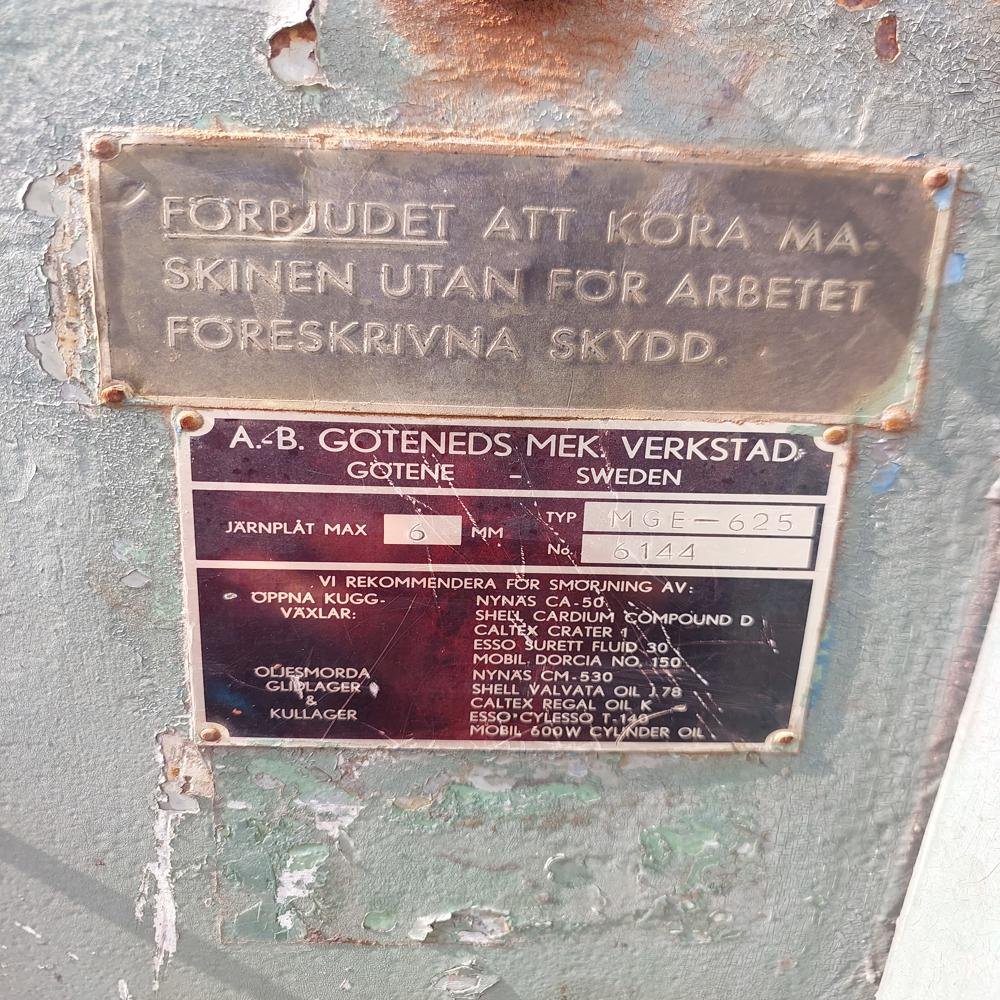 FÖRBJUDET ATT KÖRA MA-
SKINEN UTAN FÖR ARBETET
FÖRESKRIVNA SKYDD.
A.-B. GÖTENEDS MEK. VERKSTAD
GÖTENE – SWEDEN
JÄRNPLÅT MAX 6 MM
TYP MGE-625
No. 6144
VI REKOMMENDERA FÖR SMÖRJNING AV:
ÖPPNA KUGG-
VÄXLAR:
NYNÄS CA-50
SHELL CARDIUM COMPOUND D
CALTEX CRATER 1
ESSO SURETT FLUID 30
MOBIL DORCIA NO. 150
OLJESMORDA
GLIDLAGER
&
KULLAGER
NYNÄS CM-530
SHELL VALVATA OIL J.78
CALTEX REGAL OIL K
ESSO CYLESSO T-140
MOBIL 600W CYLINDER OIL